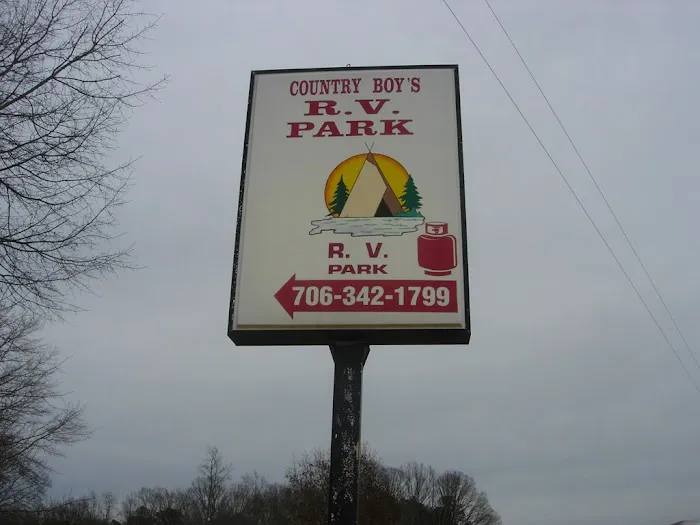 COUNTRY BOY'S
R.V.
PARK
R. V.
PARK
706-342-1799